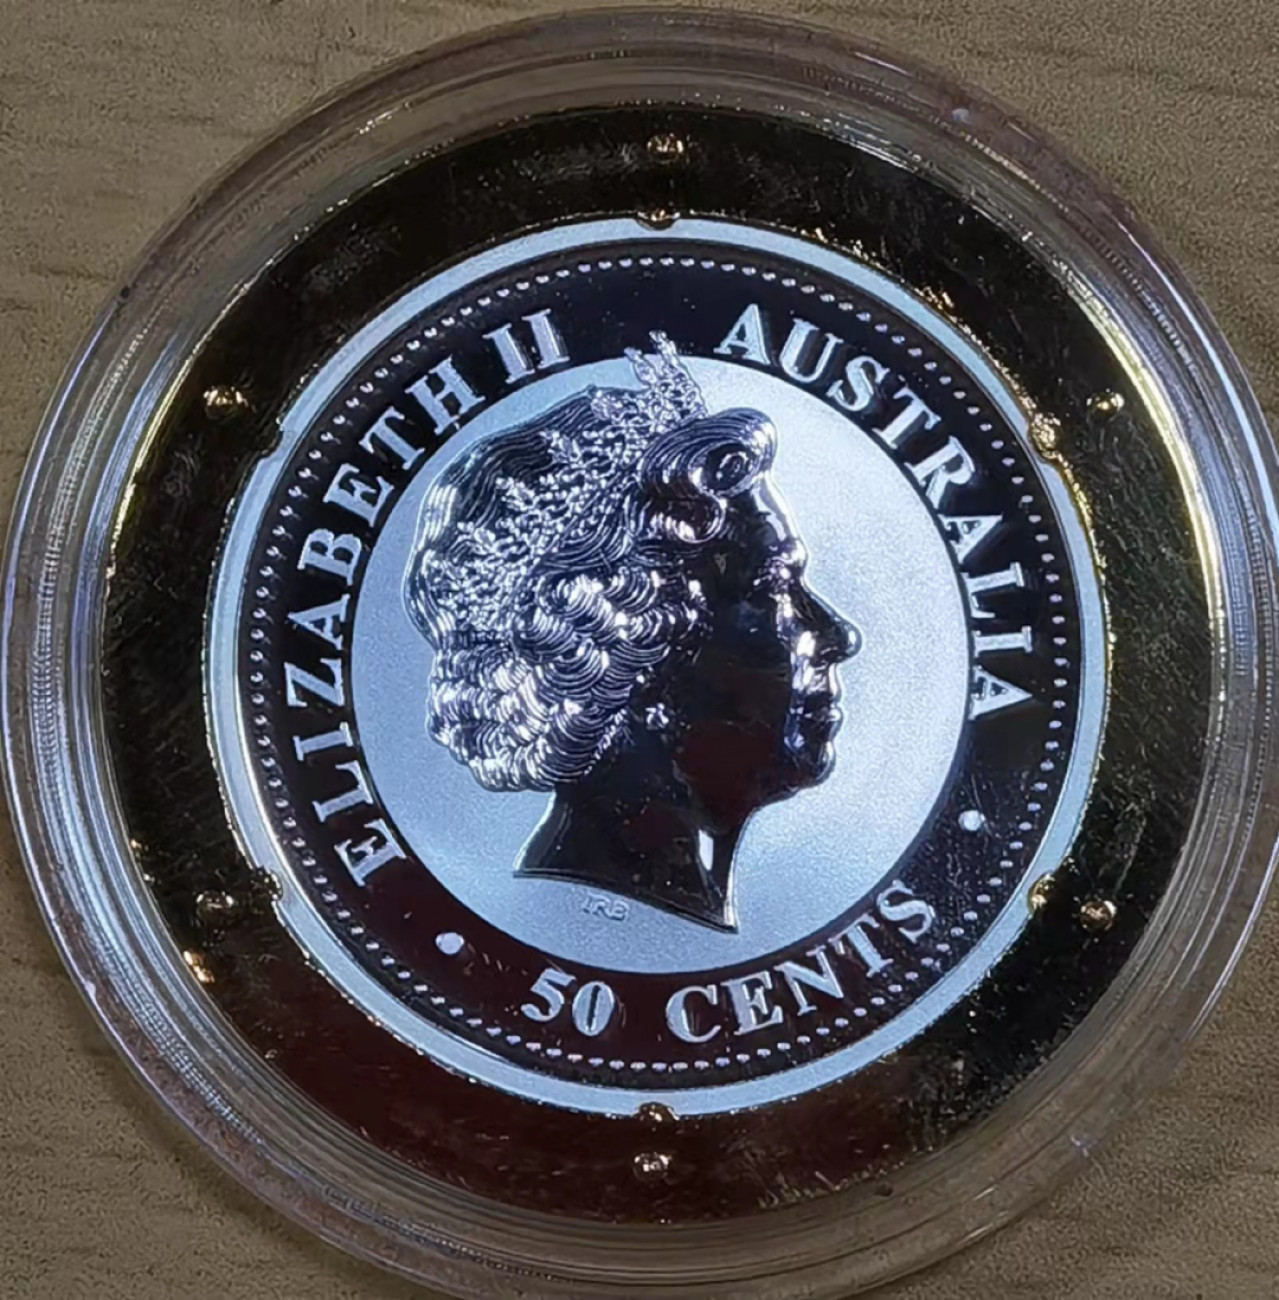 ELIZABETH II
AUSTRALIA
50 CENTS
IRB